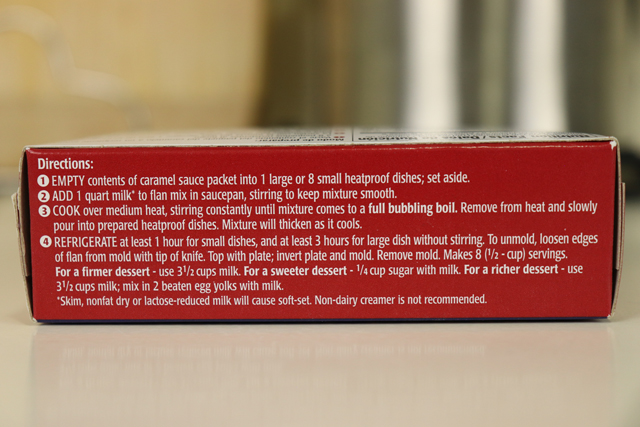 Directions:
1 EMPTY contents of caramel sauce packet into 1 large or 8 small heatproof dishes; set aside.
2 ADD 1 quart milk* to flan mix in saucepan, stirring to keep mixture smooth.
3 COOK over medium heat, stirring constantly until mixture comes to a full bubbling boil. Remove from heat and slowly
pour into prepared heatproof dishes. Mixture will thicken as it cools.
4 REFRIGERATE at least 1 hour for small dishes, and at least 3 hours for large dish without stirring. To unmold, loosen edges
of flan from mold with tip of knife. Top with plate; invert plate and mold. Remove mold. Makes 8 (1/2 - cup) servings.
For a firmer dessert - use 3 1/2 cups milk. For a sweeter dessert - 1/4 cup sugar with milk. For a richer dessert - use
3 1/2 cups milk; mix in 2 beaten egg yolks with milk.
*Skim, nonfat dry or lactose-reduced milk will cause soft-set. Non-dairy creamer is not recommended.